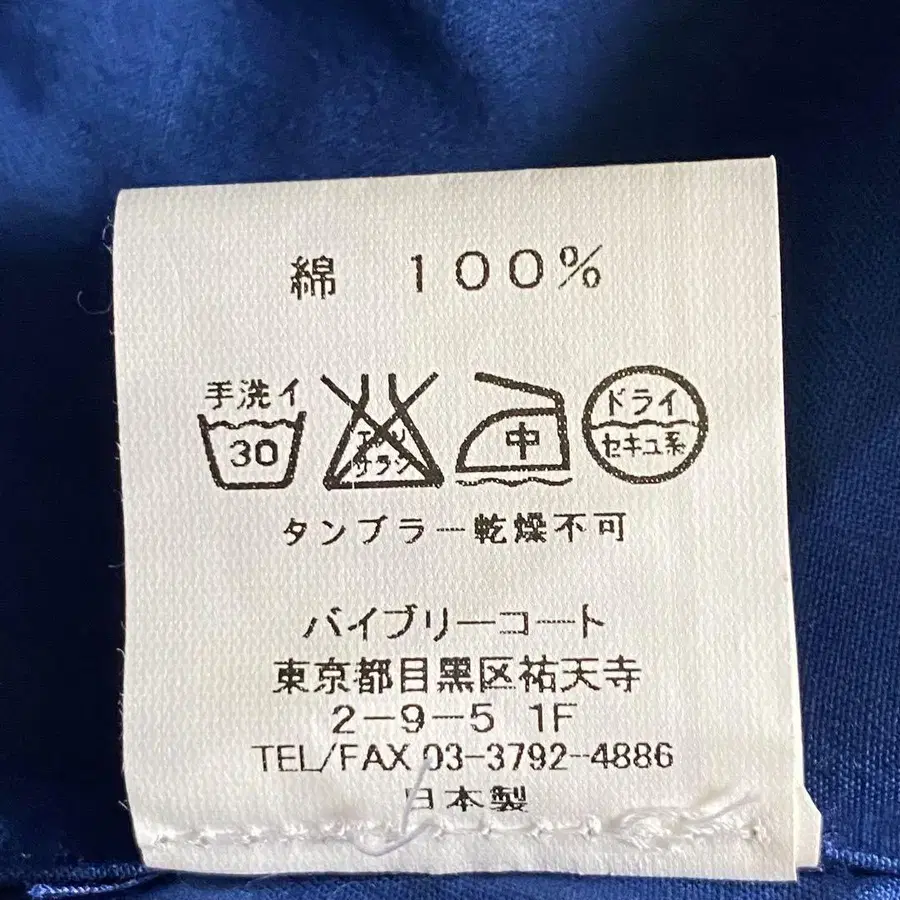 綿 100%
手洗イ
30
エンソ
サラシ
中
ドライ
セキユ系
タンブラー乾燥不可
バイブリーコート
東京都目黒区祐天寺
2-9-5 1F
TEL/FAX 03-3792-4886
日本製